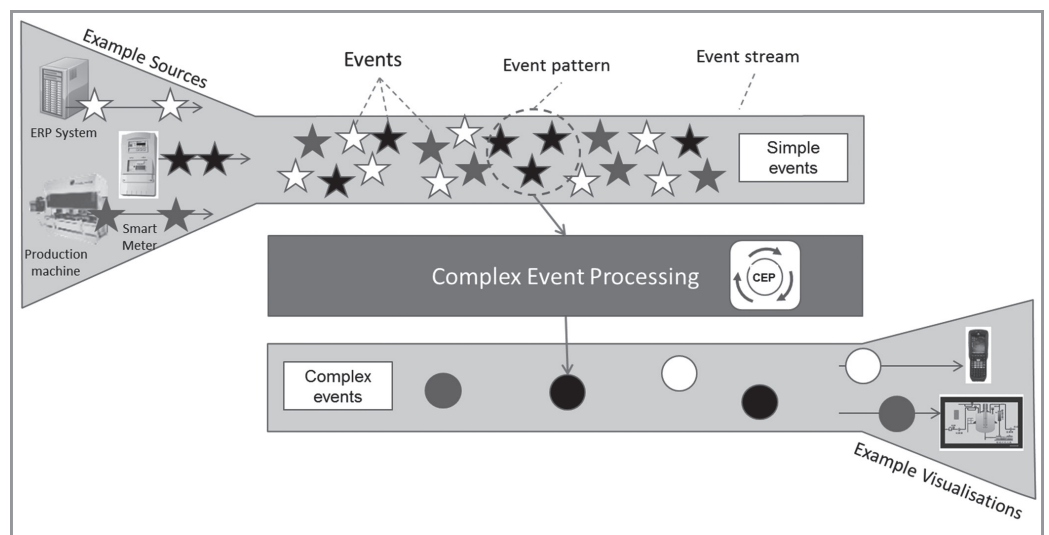 Example Sources
Events
Event pattern
Event stream
ERP System
Simple
events
Smart
Meter
Production
machine
Complex Event Processing
CEP
Complex
events
Example Visualisations